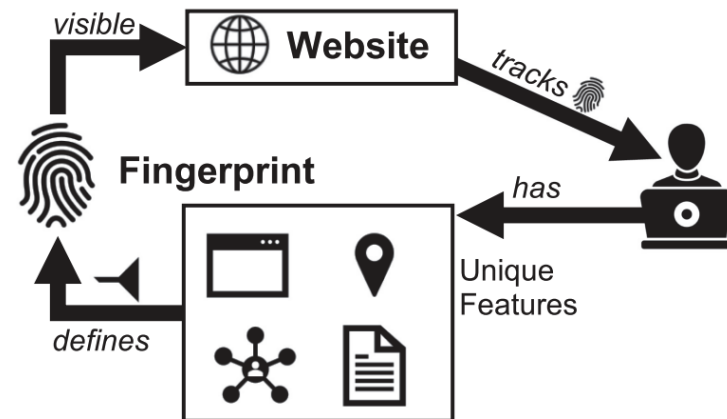 visible
Website
tracks
Fingerprint
has
Unique
Features
defines